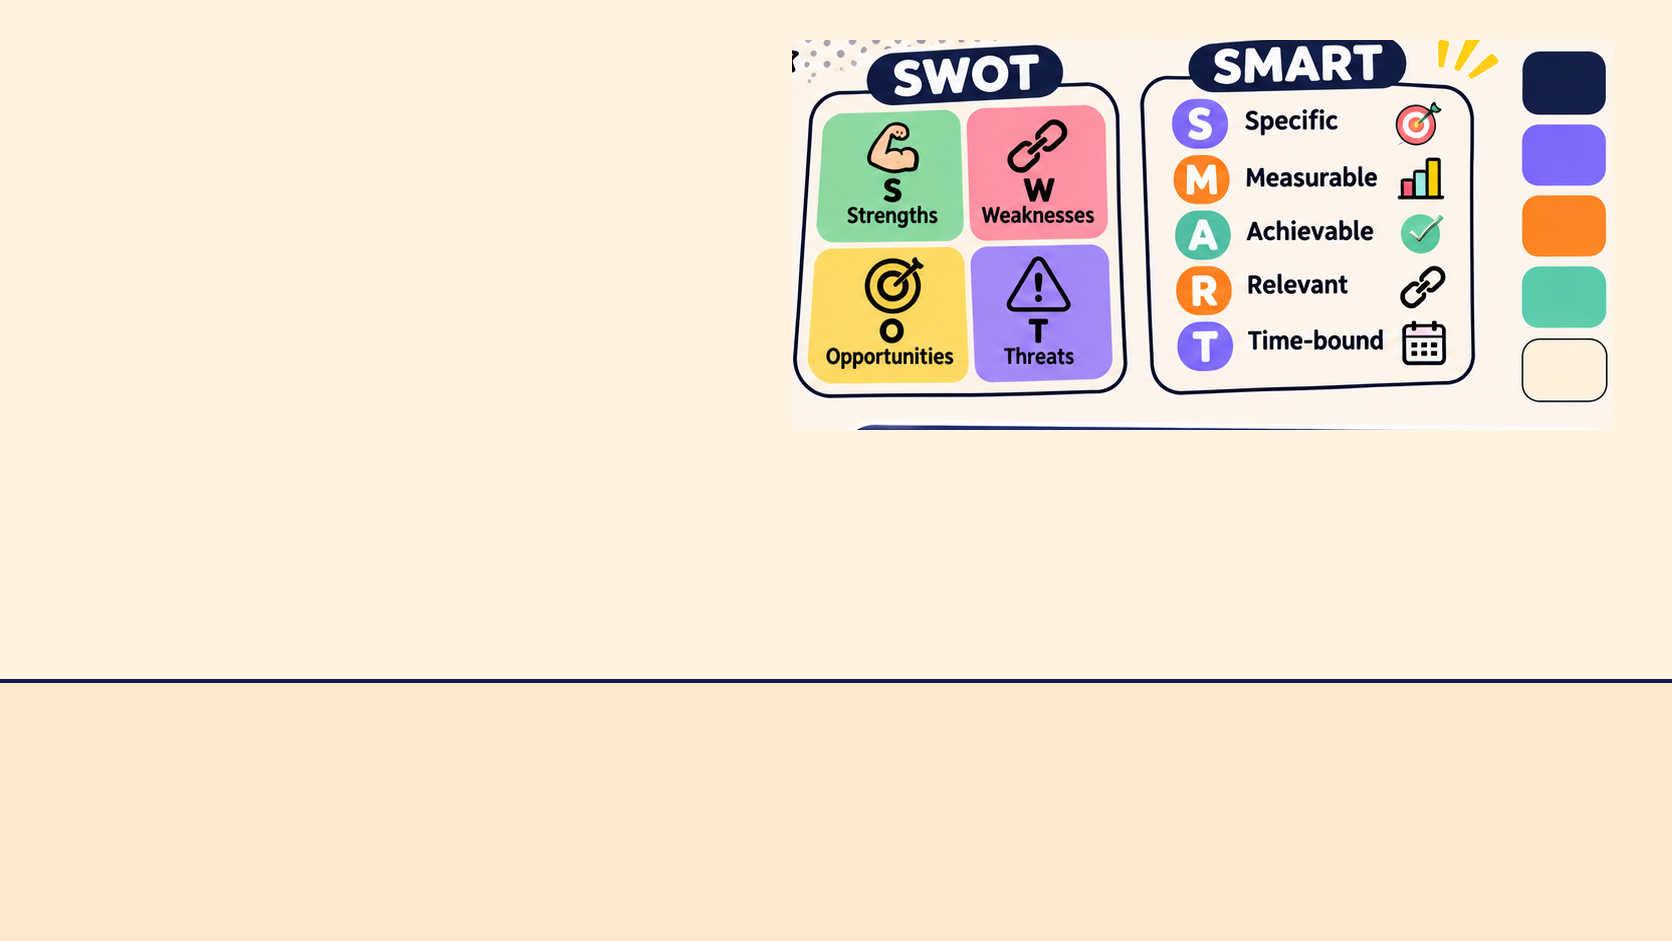 SWOT
S
Strengths
W
Weaknesses
O
Opportunities
T
Threats
SMART
S Specific
M Measurable
A Achievable
R Relevant
T Time-bound